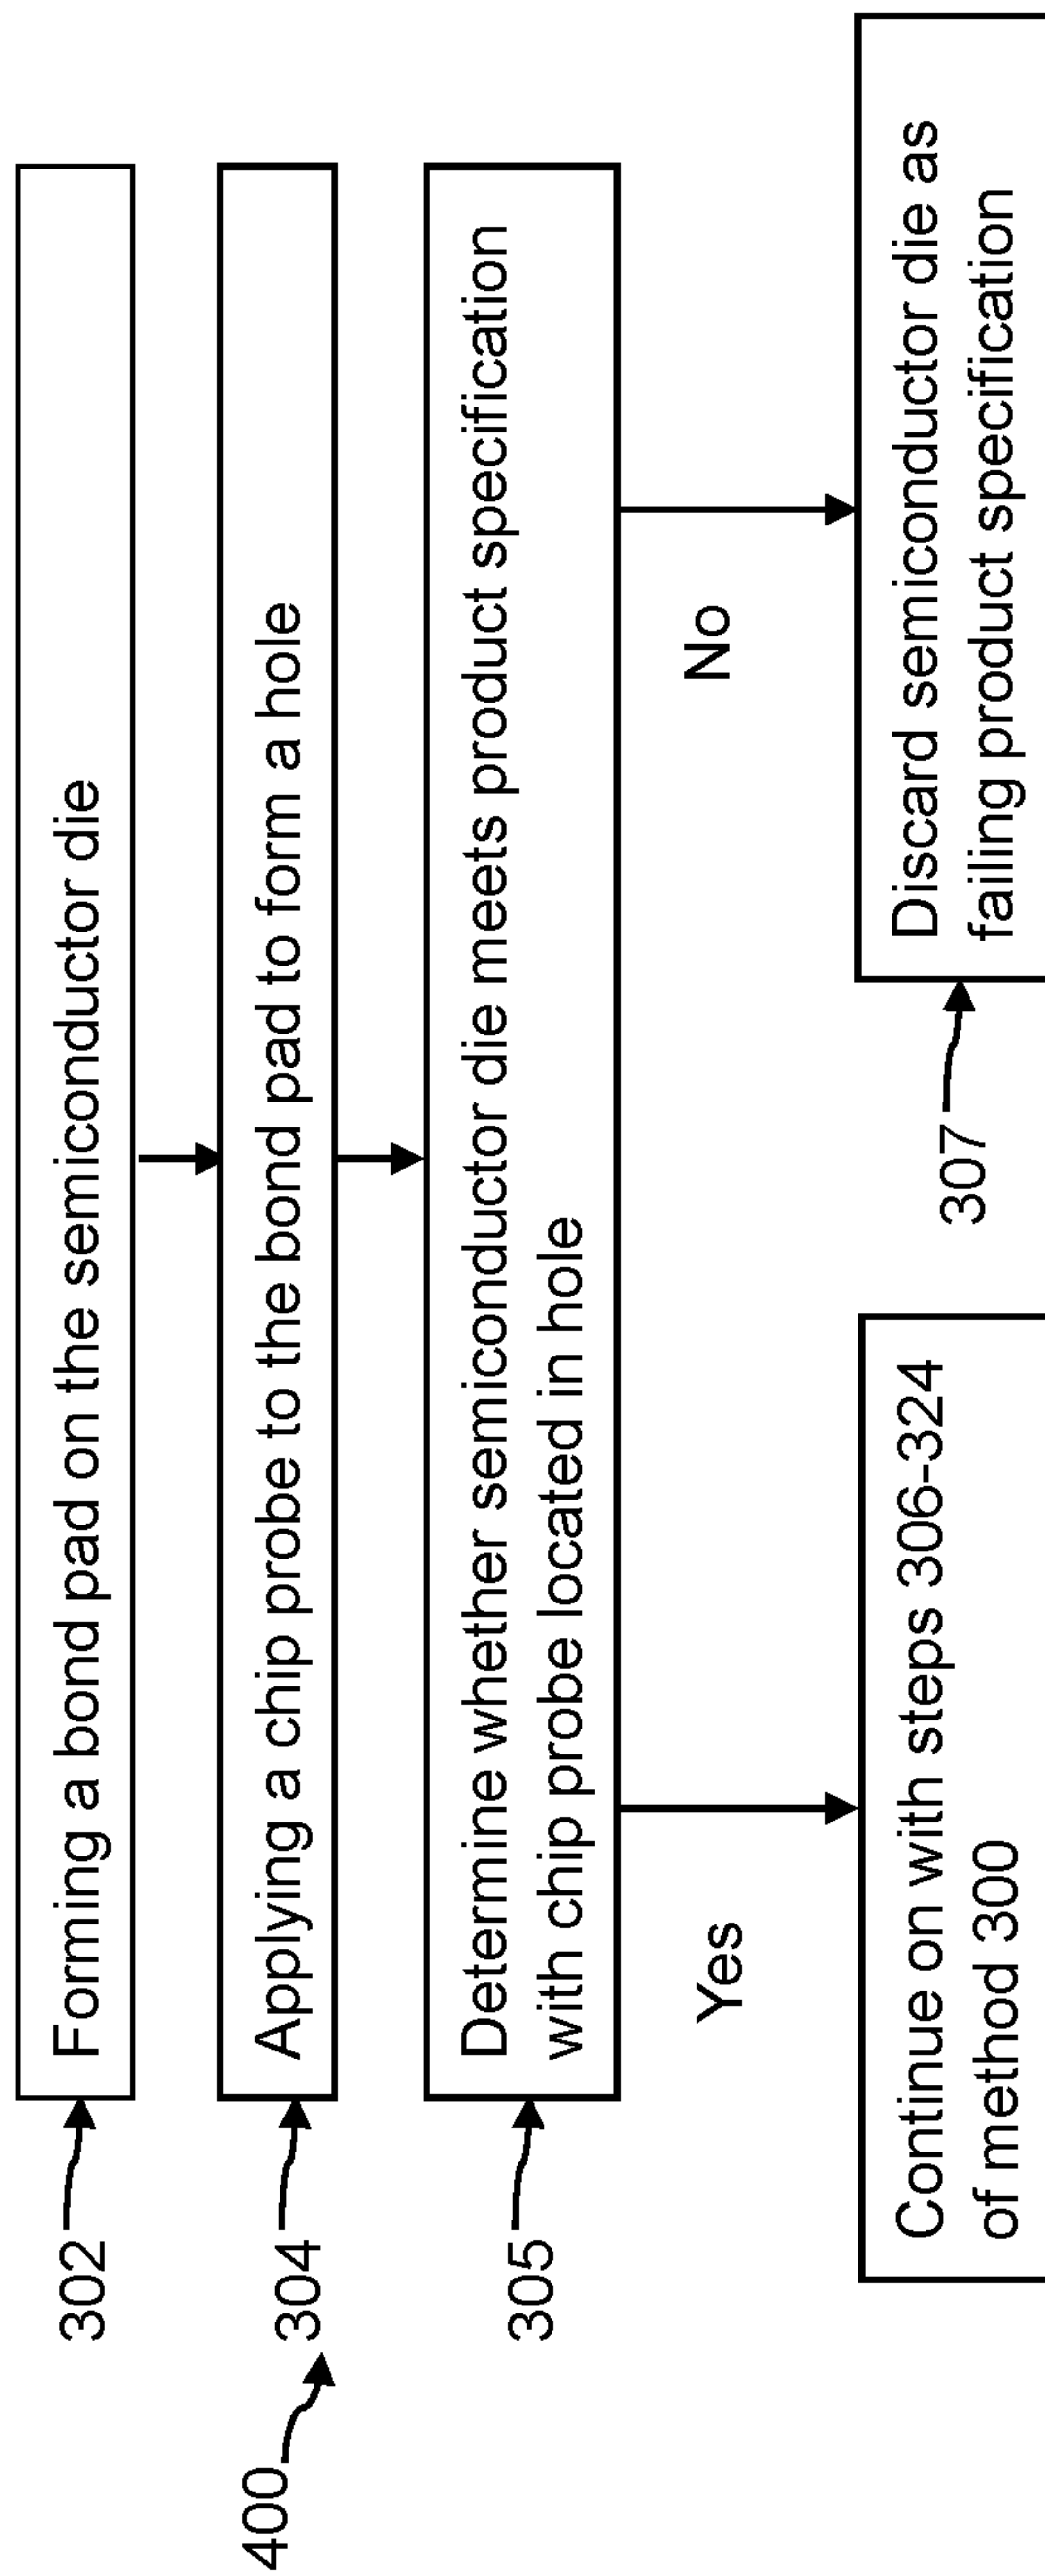 400
302
Forming a bond pad on the semiconductor die
304
Applying a chip probe to the bond pad to form a hole
305
Determine whether semiconductor die meets product specification
with chip probe located in hole
Yes
No
Continue on with steps 306-324
of method 300
307
Discard semiconductor die as
failing product specification